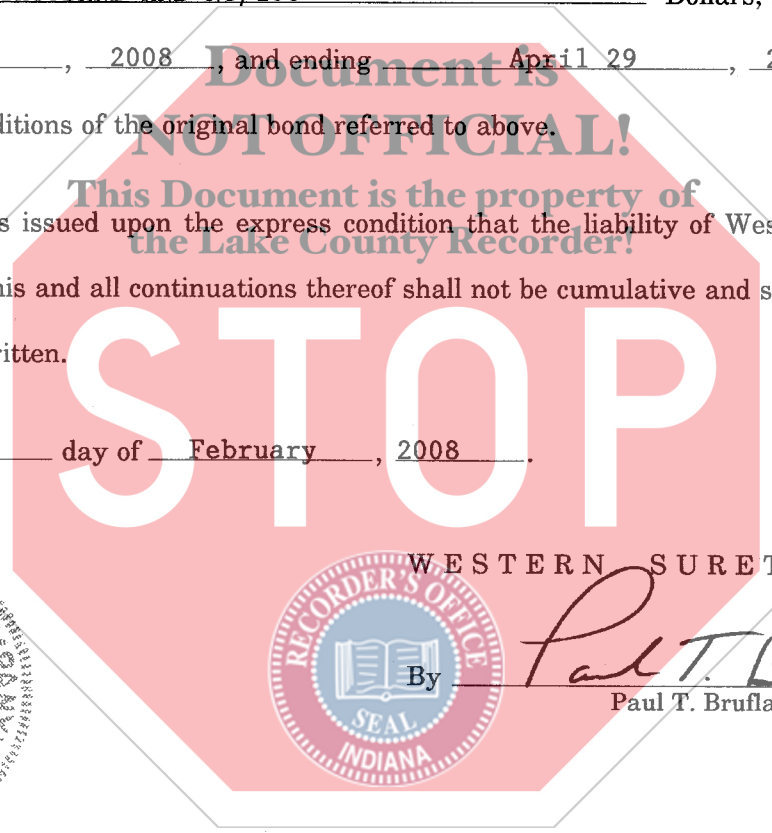 Dollars,
, 2008 , and ending April 29 , 2
Document is
ditions of the original bond referred to above.
NOT OFFICIAL!
This Document is the property of
s issued upon the express condition that the liability of Wes
the Lake County Recorder!
nis and all continuations thereof shall not be cumulative and s
ritten.
STOP
day of February , 2008 .
WESTERN SURET
RECORDER'S OFFICE
SEAL
INDIANA
By Paul T.
Paul T. Brufla